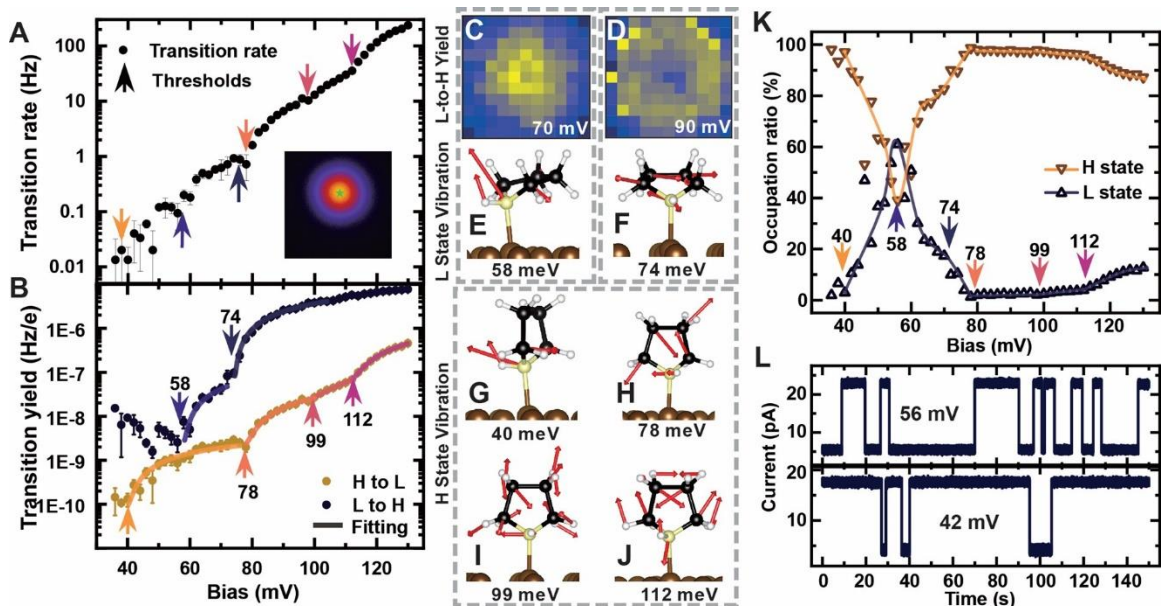 A
Transition rate (Hz)
100
10
1
0.1
0.01
Transition rate
Thresholds
B
Transition yield (Hz/e)
1E-6
1E-7
1E-8
1E-9
1E-10
58
74
78
99
112
H to L
L to H
Fitting
40 60 80 100 120
Bias (mV)
L-to-H Yield
C
70 mV
D
90 mV
L State Vibration
E
58 meV
F
74 meV
H State Vibration
G
40 meV
H
78 meV
I
99 meV
J
112 meV
K
Occupation ratio (%)
100
80
60
40
20
0
40
58
74
78
99
112
H state
L state
40 60 80 100 120
Bias (mV)
L
Current (pA)
20
10
56 mV
20
10
42 mV
0 20 40 60 80 100 120 140
Time (s)